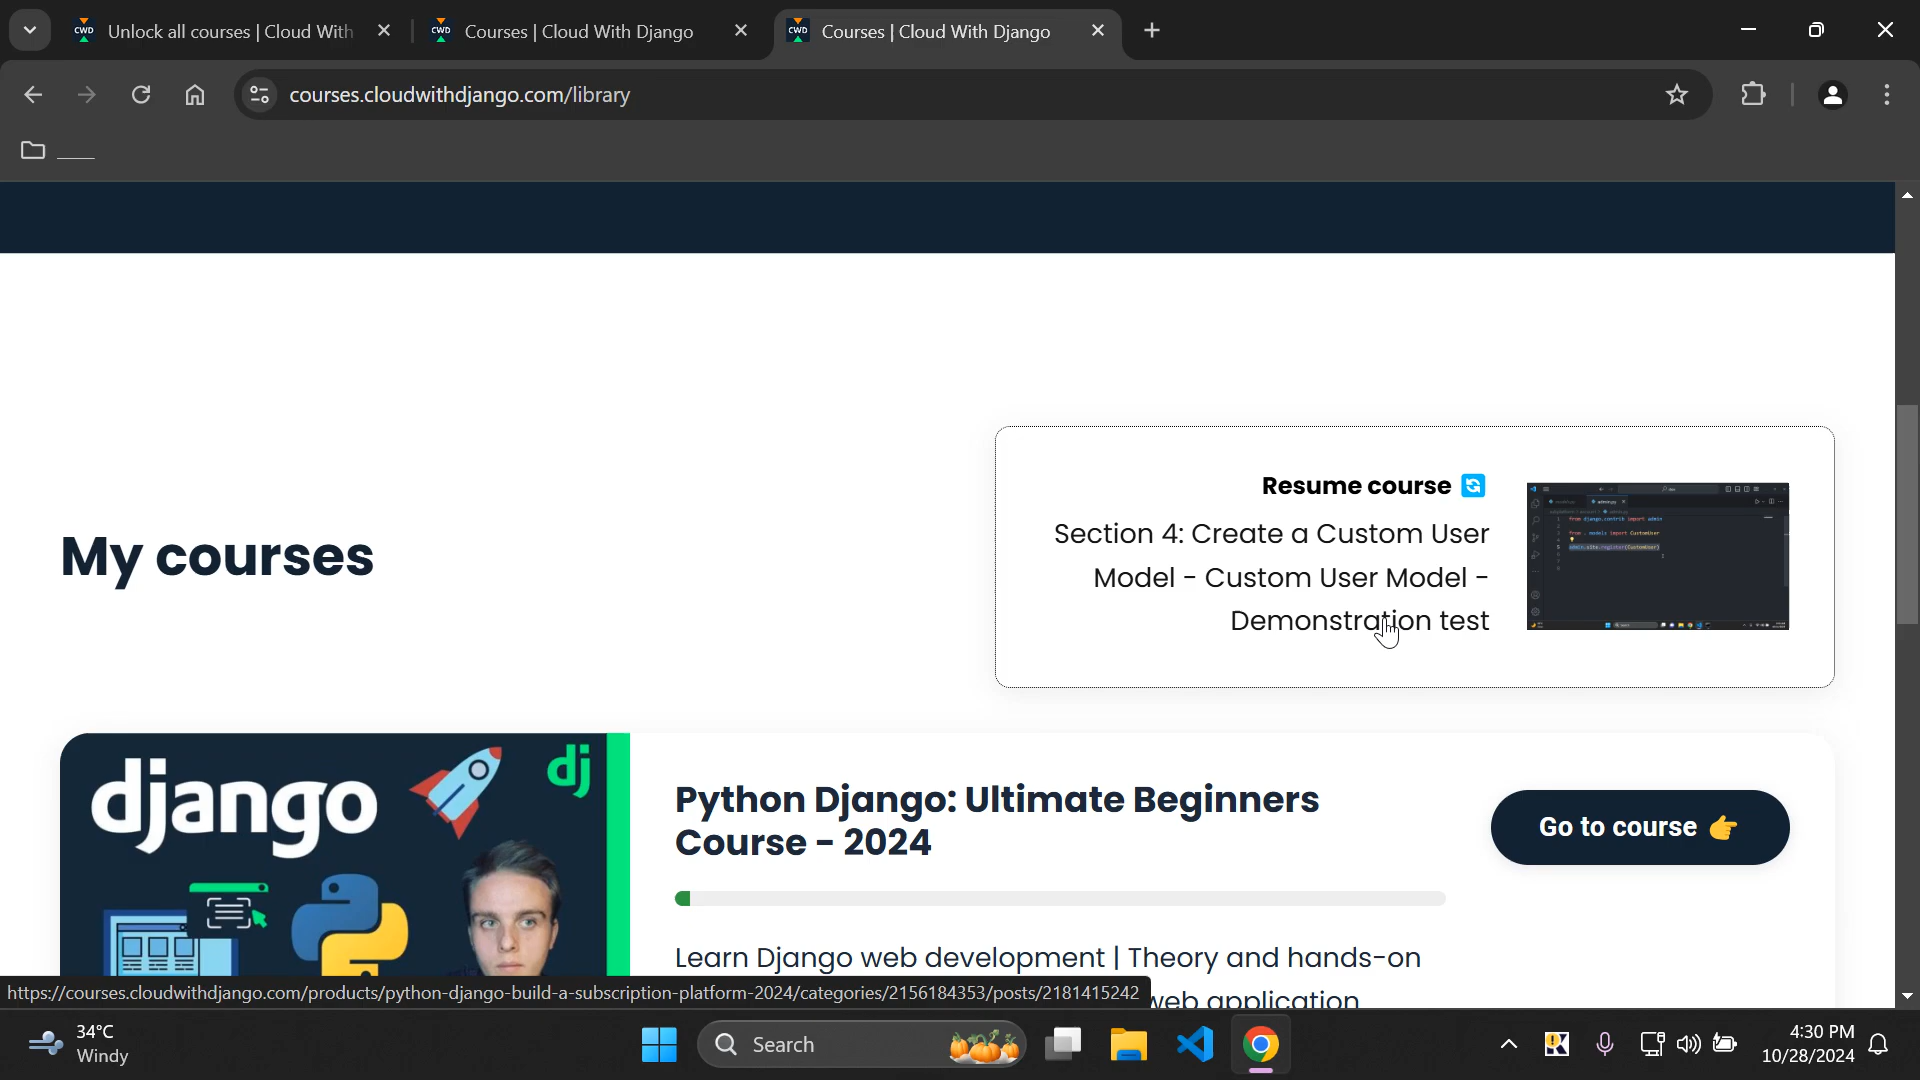 CWD Unlock all courses | Cloud With
CWD Courses | Cloud With Django
CWD Courses | Cloud With Django
courses.cloudwithdjango.com/library
____
Resume course
Section 4: Create a Custom User
Model - Custom User Model -
Demonstration test
My courses
django
dj
Python Django: Ultimate Beginners
Course - 2024
Go to course
Learn Django web development | Theory and hands-on
web application
https://courses.cloudwithdjango.com/products/python-django-build-a-subscription-platform-2024/categories/2156184353/posts/2181415242
34°C
Windy
Search
4:30 PM
10/28/2024